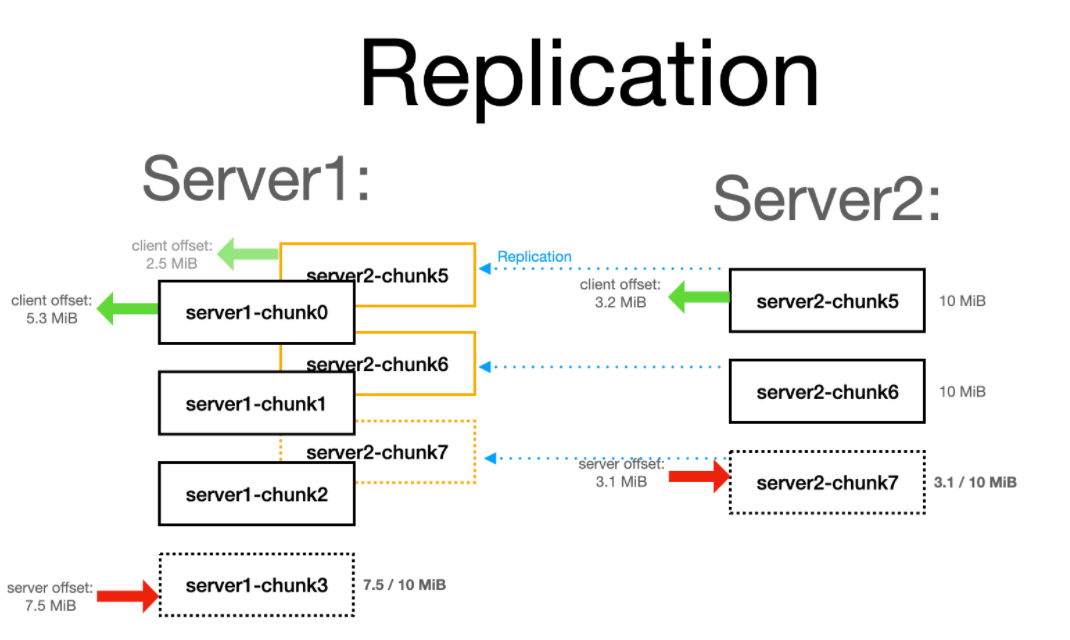 Replication
Server1:
Server2:
client offset:
2.5 MiB
server2-chunk5
Replication
client offset:
5.3 MiB
server1-chunk0
client offset:
3.2 MiB
server2-chunk5
10 MiB
server2-chunk6
server1-chunk1
server2-chunk6
10 MiB
server2-chunk7
server1-chunk2
server offset:
3.1 MiB
server2-chunk7
3.1 / 10 MiB
server offset:
7.5 MiB
server1-chunk3
7.5 / 10 MiB